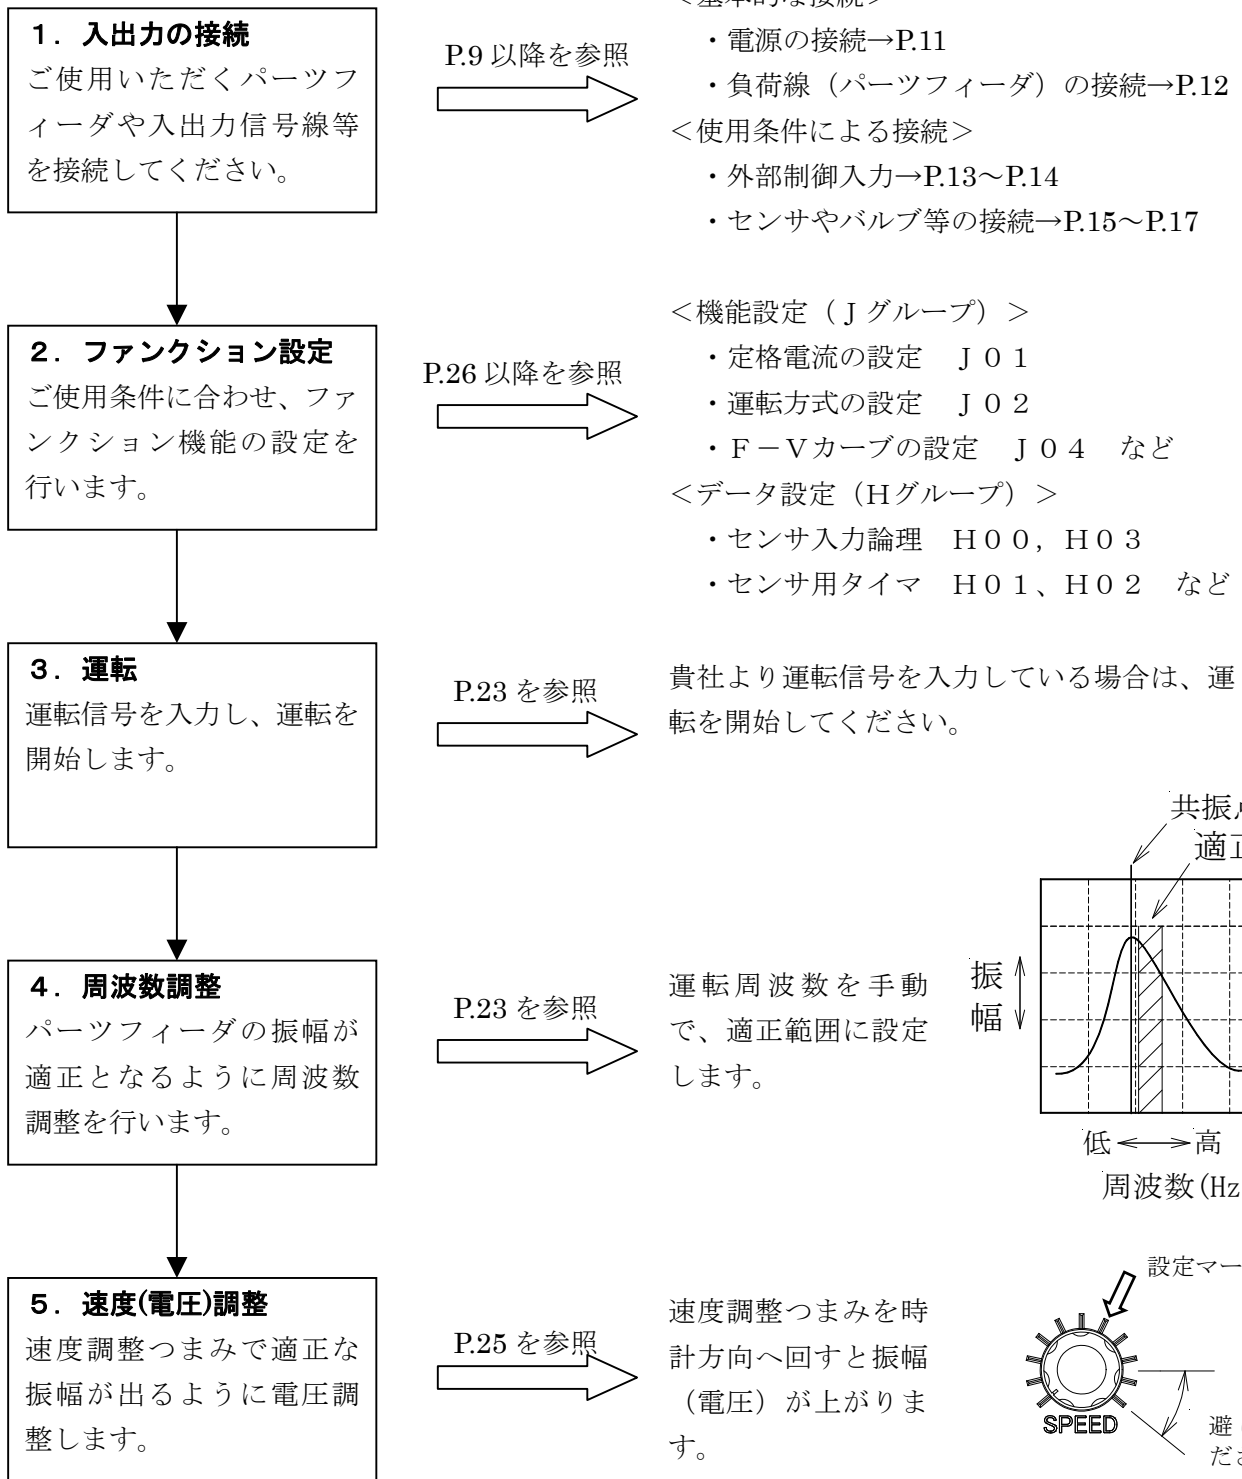 1．入出力の接続
ご使用いただくパーツフ
ィーダや入出力信号線等
を接続してください。
P.9 以降を参照
＜基本的な接続＞
・電源の接続→P.11
・負荷線（パーツフィーダ）の接続→P.12
＜使用条件による接続＞
・外部制御入力→P.13～P.14
・センサやバルブ等の接続→P.15～P.17
2．ファンクション設定
ご使用条件に合わせ、ファ
ンクション機能の設定を
行います。
P.26 以降を参照
＜機能設定（Ｊグループ）＞
・定格電流の設定　Ｊ０１
・運転方式の設定　Ｊ０２
・Ｆ－Ｖカーブの設定　Ｊ０４　など
＜データ設定（Ｈグループ）＞
・センサ入力論理　Ｈ００，Ｈ０３
・センサ用タイマ　Ｈ０１、Ｈ０２　など
3．運転
運転信号を入力し、運転を
開始します。
P.23 を参照
貴社より運転信号を入力している場合は、運
転を開始してください。
4．周波数調整
パーツフィーダの振幅が
適正となるように周波数
調整を行います。
P.23 を参照
運転周波数を手動
で、適正範囲に設定
します。
共振
適正
振幅
低 高
周波数(Hz
5．速度(電圧)調整
速度調整つまみで適正な
振幅が出るように電圧調
整します。
P.25 を参照
速度調整つまみを時
計方向へ回すと振幅
（電圧）が上がりま
す。
設定マー
SPEED
避
ださ